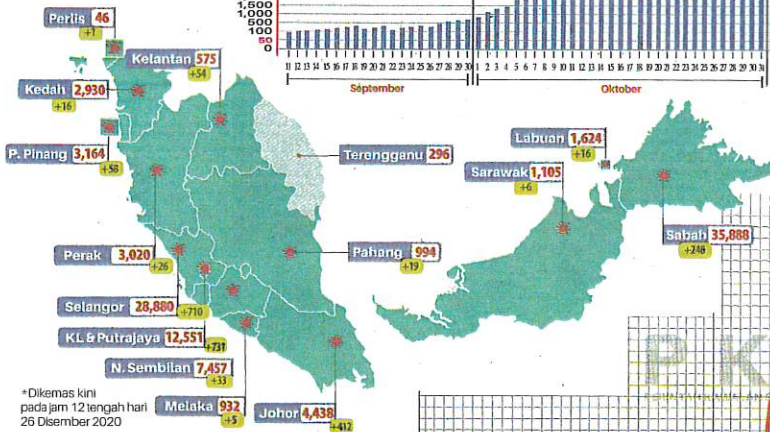 1,500
1,000
500
100
50
0
11 12 13 14 15 16 17 18 19 20 21 22 23 24 25 26 27 28 29 30
1 2 3 4 5 6 7 8 9 10 11 12 13 14 15 16 17 18 19 20 21 22 23 24 25 26 27 28 29 30 31
September
Oktober
Perlis 46
+1
Kelantan 575
+54
Kedah 2,930
+16
P. Pinang 3,164
+58
Terengganu 296
Labuan 1,624
+16
Sarawak 1,105
+6
Sabah 35,888
+248
Perak 3,020
+26
Pahang 994
+19
Selangor 28,880
+710
KL & Putrajaya 12,551
+731
N. Sembilan 7,457
+33
Melaka 932
+5
Johor 4,438
+412
*Dikemas kini
pada jam 12 tengah hari
26 Disember 2020
P K